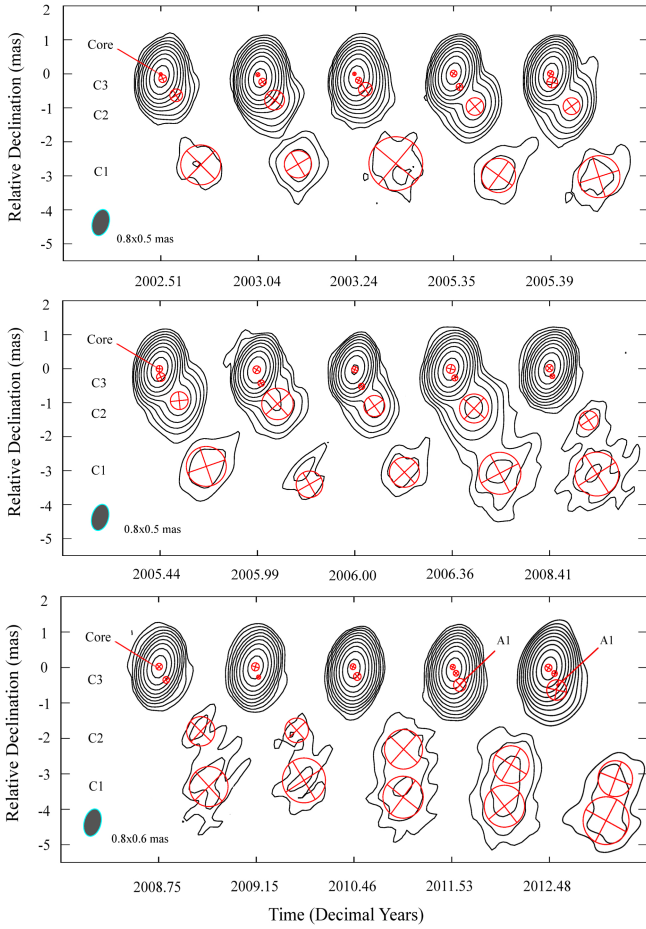 2
1
Core
0
C3
-1
C2
-2
C1
-3
-4
0.8x0.5 mas
-5
Relative Declination (mas)
2002.51 2003.04 2003.24 2005.35 2005.39
2
1
Core
0
C3
-1
C2
-2
C1
-3
-4
0.8x0.5 mas
-5
Relative Declination (mas)
2005.44 2005.99 2006.00 2006.36 2008.41
2
1
Core A1 A1
0
C3
-1
C2
-2
C1
-3
-4
0.8x0.6 mas
-5
Relative Declination (mas)
2008.75 2009.15 2010.46 2011.53 2012.48
Time (Decimal Years)